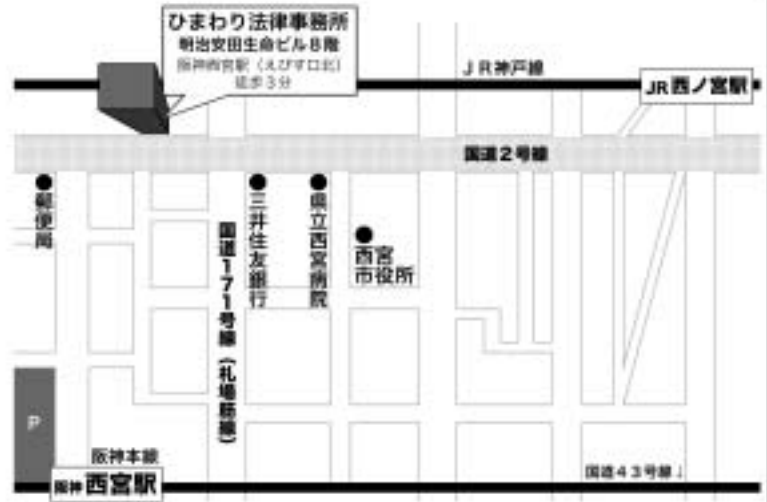 ひまわり法律事務所
明治安田生命ビル8階
阪神西宮駅（えびす口北）
徒歩3分
JR神戸線
JR 西ノ宮駅
国道2号線
郵便局
三井住友銀行
県立西宮病院
西宮
市役所
国道171号線（札場筋線）
P
阪神本線
阪神 西宮駅
国道43号線↓